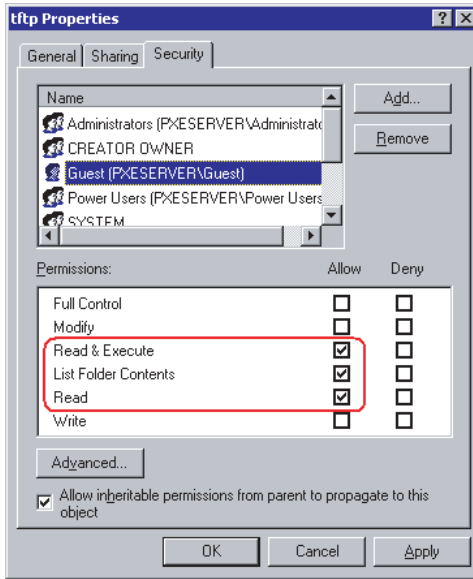 tftp Properties
General Sharing Security
Name
Add...
Administrators (PXESERVER\Administrato
Remove
CREATOR OWNER
Guest (PXESERVER\Guest)
Power Users (PXESERVER\Power Users
SYSTEM
Permissions: Allow Deny
Full Control
Modify
Read & Execute
List Folder Contents
Read
Write
Advanced...
Allow inheritable permissions from parent to propagate to this
object
OK Cancel Apply